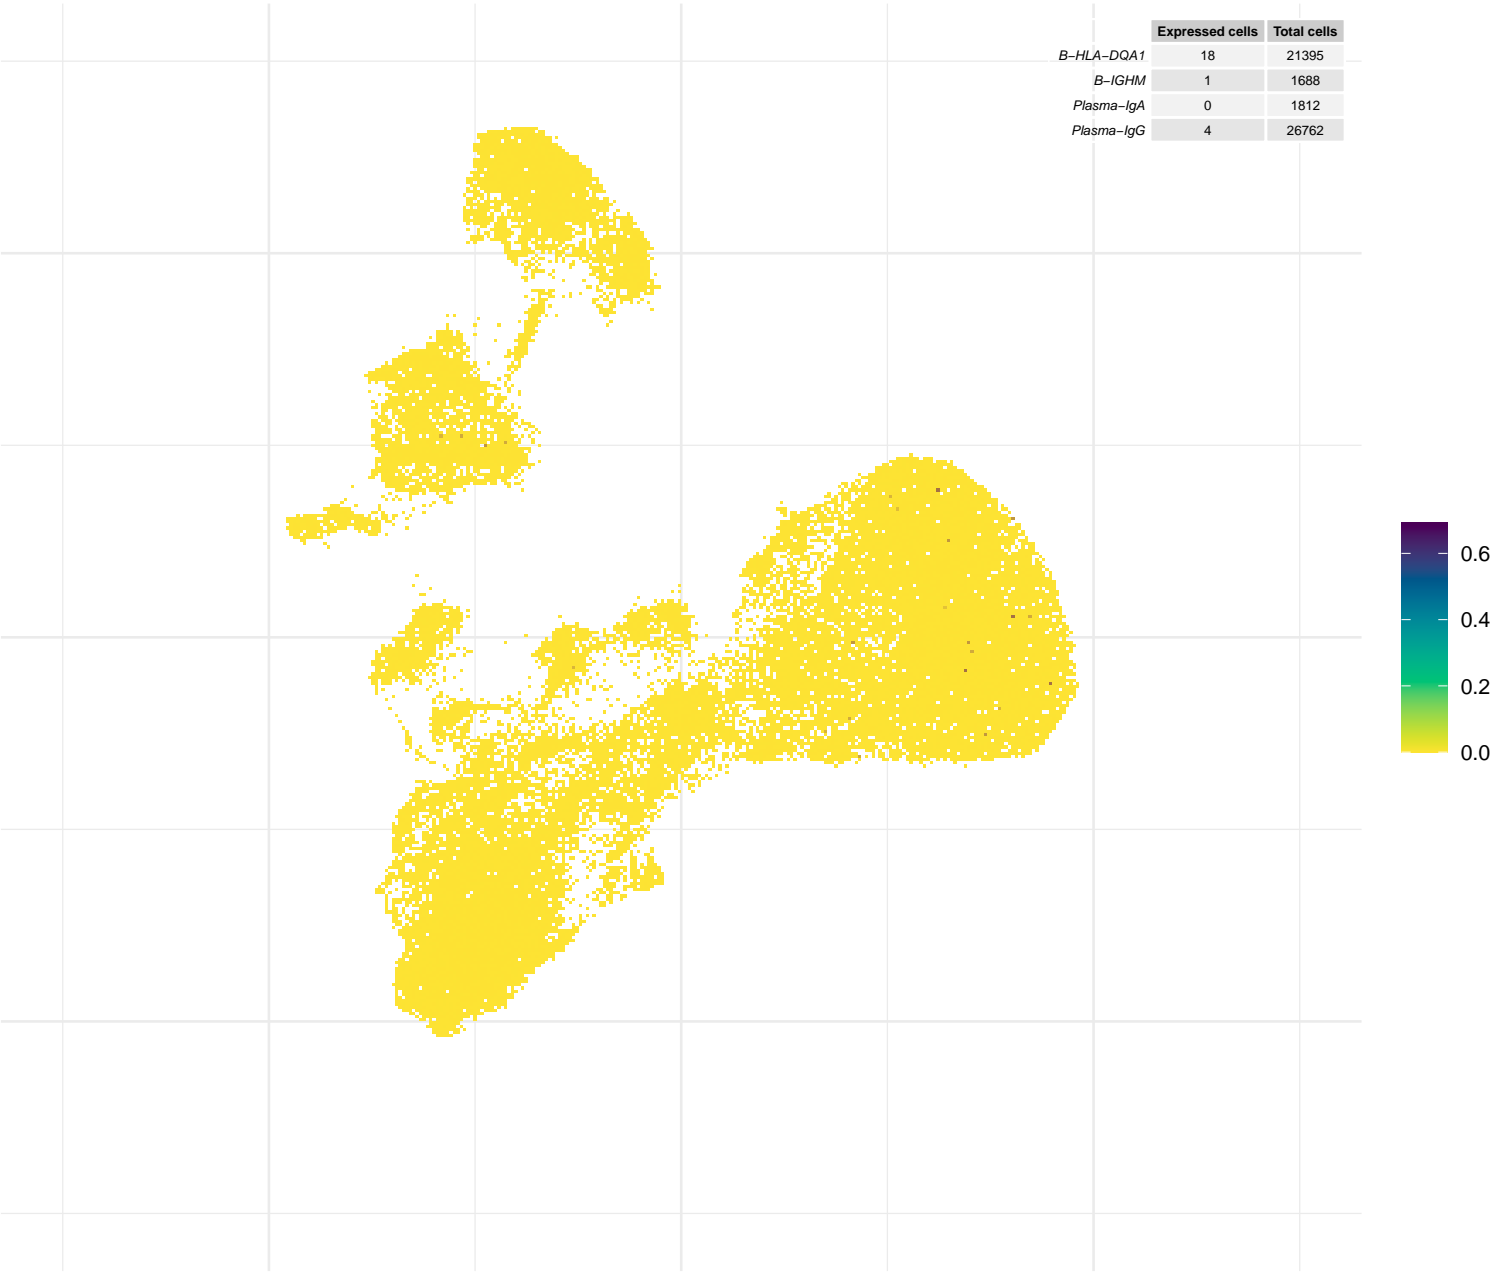 Expressed cells Total cells
B−HLA−DQA1 18 21395
B−IGHM 1 1688
Plasma−IgA 0 1812
Plasma−IgG 4 26762
0.6
0.4
0.2
0.0